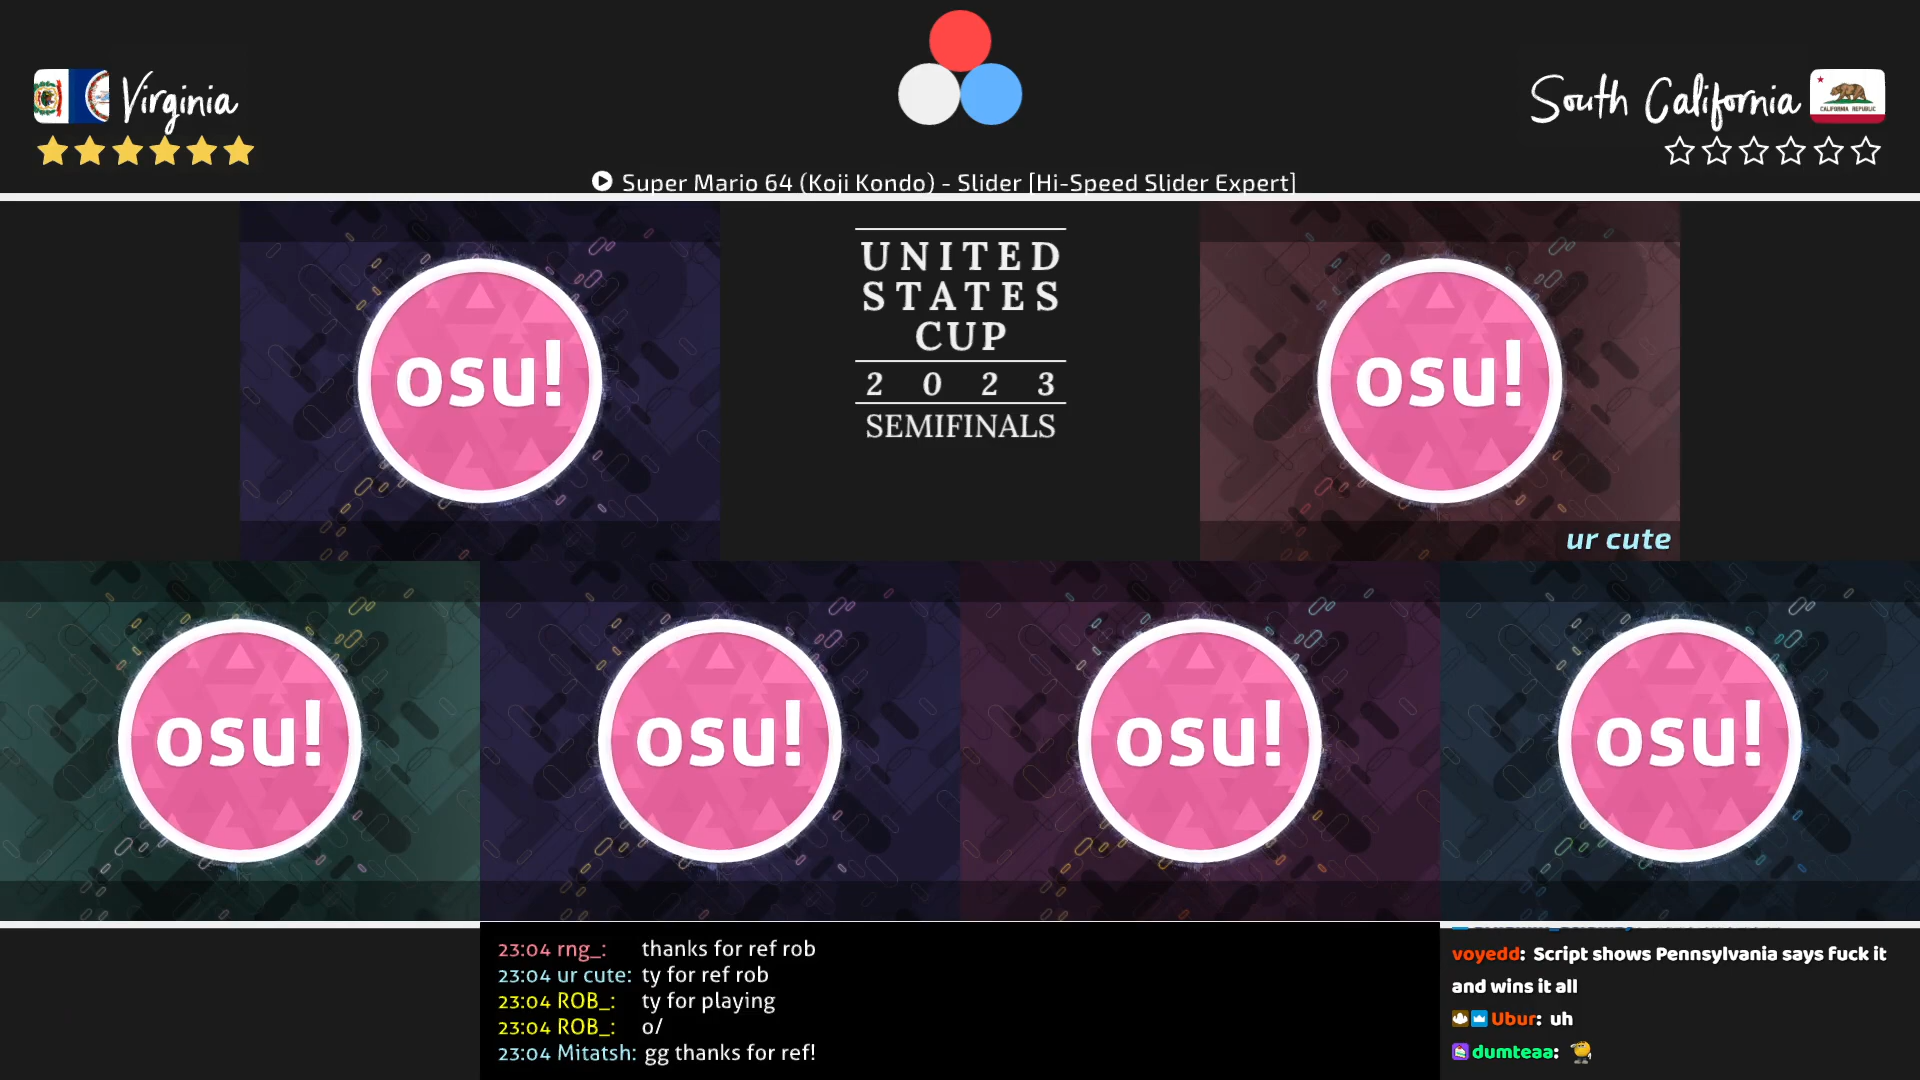 Virginia
South California
CALIFORNIA REPUBLIC
Super Mario 64 (Koji Kondo) - Slider [Hi-Speed Slider Expert]
UNITED
STATES
CUP
2 0 2 3
SEMIFINALS
osu!
osu!
ur cute
osu!
osu!
osu!
osu!
23:04 rng_: thanks for ref rob
23:04 ur cute: ty for ref rob
23:04 ROB_: ty for playing
23:04 ROB_: o/
23:04 Mitatsh: gg thanks for ref!
voyedd: Script shows Pennsylvania says fuck it
and wins it all
Ubur: uh
dumteaa: